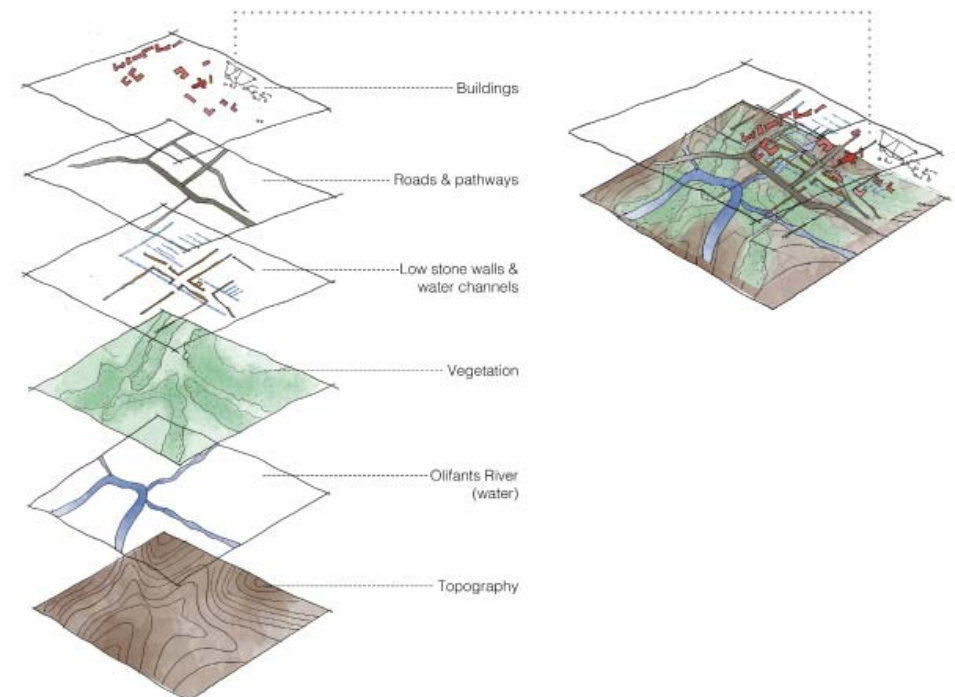 Buildings
Roads & pathways
Low stone walls &
water channels
Vegetation
Olifants River
(water)
Topography